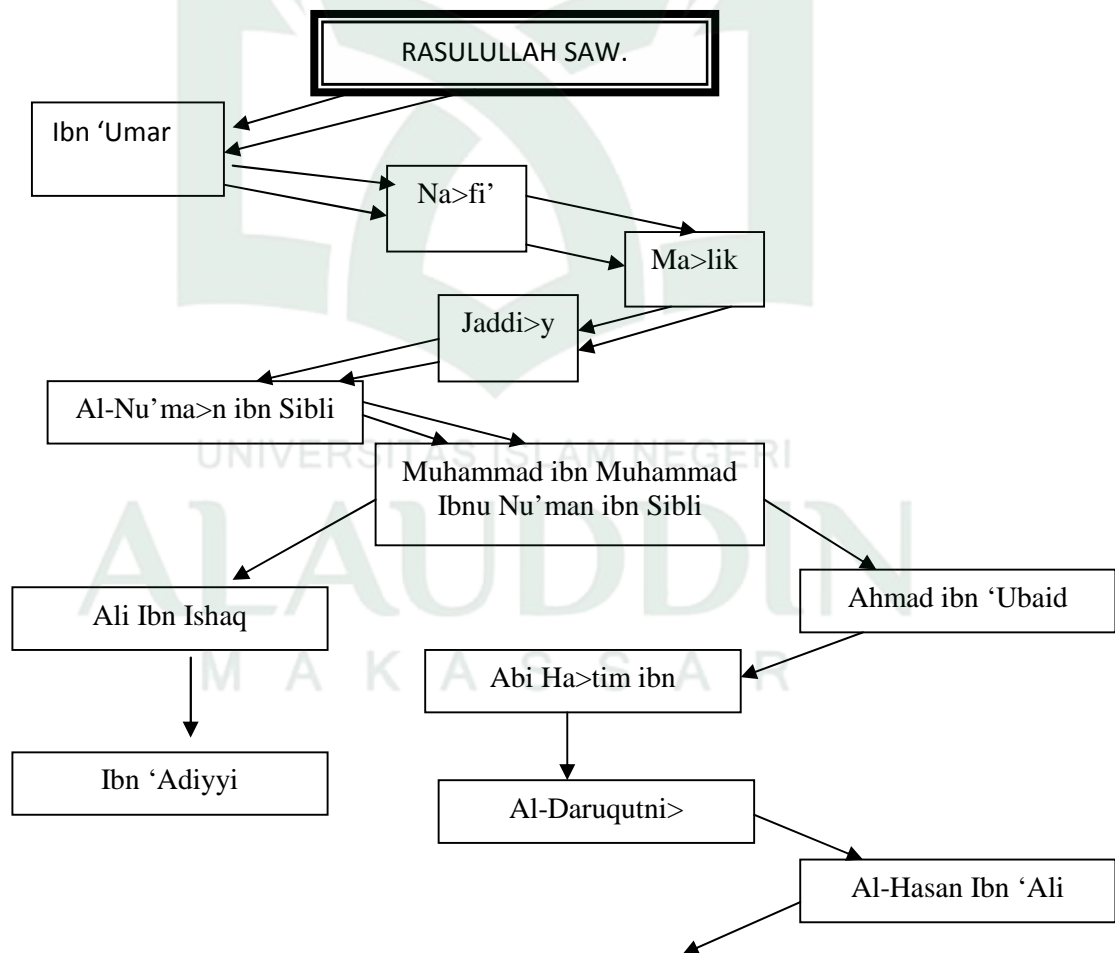 RASULULLAH SAW.
Ibn ‘Umar
Na>fi’
Ma>lik
Jaddi>y
Al-Nu’ma>n ibn Sibli
UNIVERSITAS ISLAM NEGERI
Muhammad ibn Muhammad
Ibnu Nu’man ibn Sibli
ALAUDDIN
Ali Ibn Ishaq
Ahmad ibn ‘Ubaid
MAKASSAR
Abi Ha>tim ibn
Ibn ‘Adiyyi
Al-Daruqutni>
Al-Hasan Ibn ‘Ali